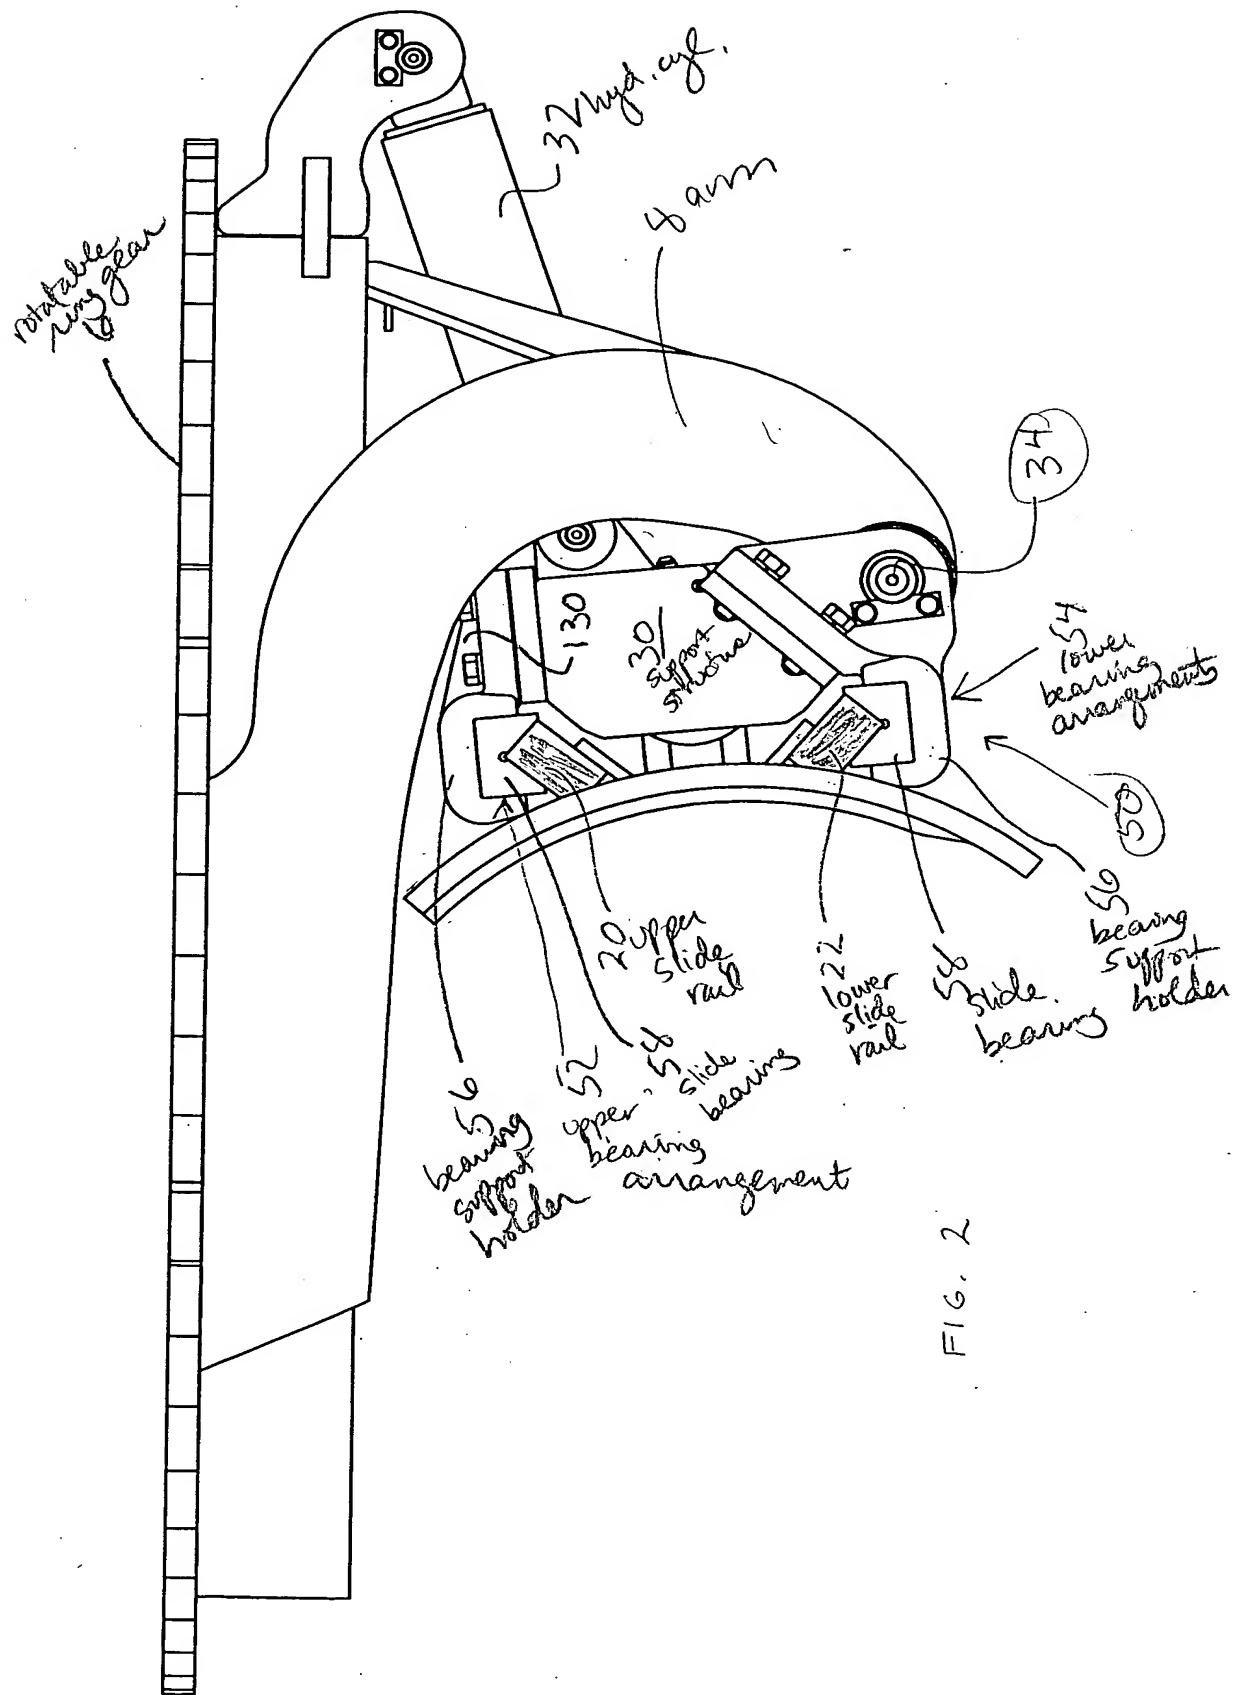 32 hyd. cyl.
rotatable
ring gear
6
8 arm
34
130
30
support
structure
54
lower
bearing
arrangement
50
56
bearing
support
holder
58
slide
bearing
22
lower
slide
rail
20 upper
slide
rail
58
slide
bearing
52
upper
bearing
arrangement
56
bearing
support
holder
FIG. 2